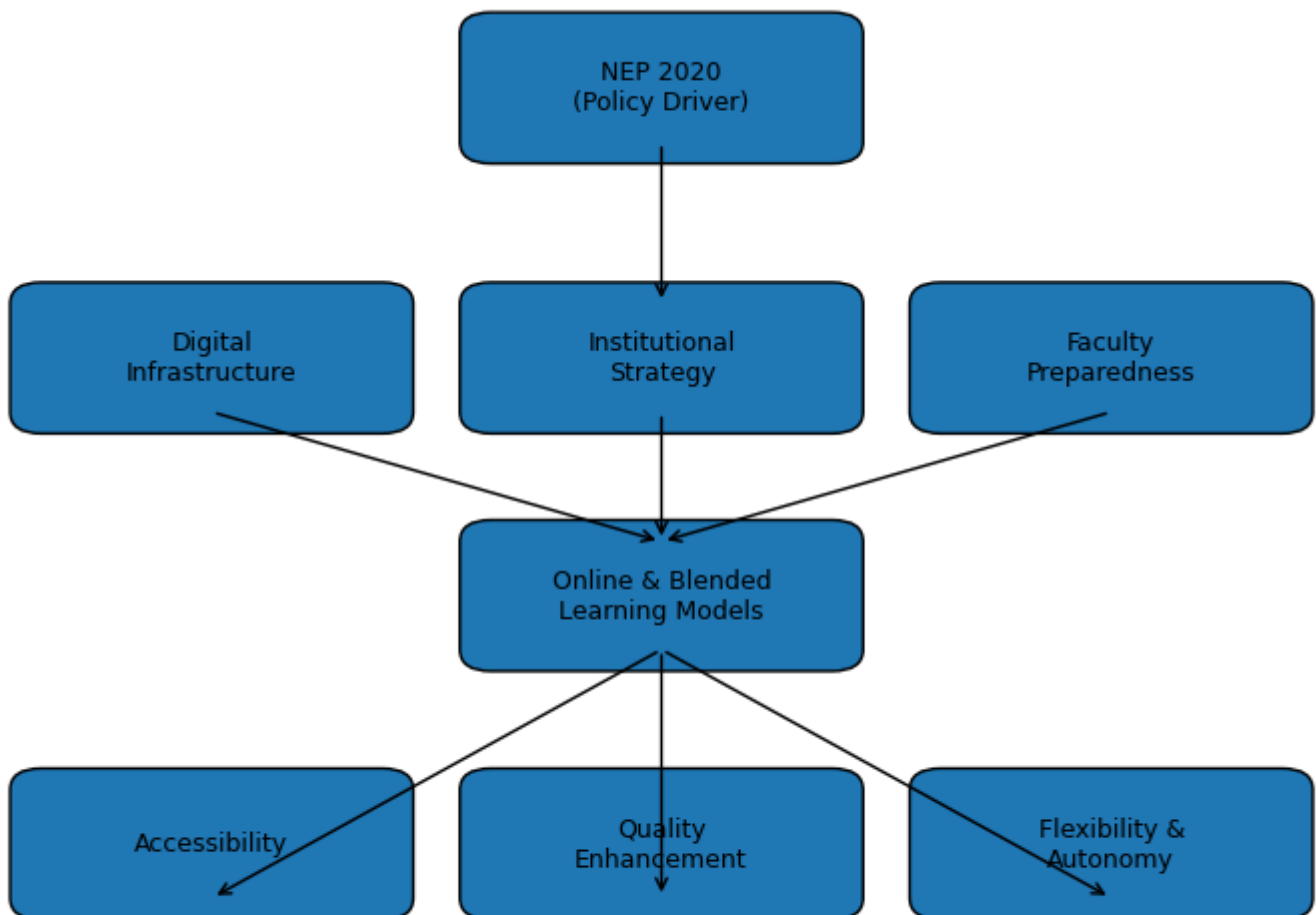 NEP 2020
(Policy Driver)
Digital
Infrastructure
Institutional
Strategy
Faculty
Preparedness
Online & Blended
Learning Models
Accessibility
Quality
Enhancement
Flexibility &
Autonomy